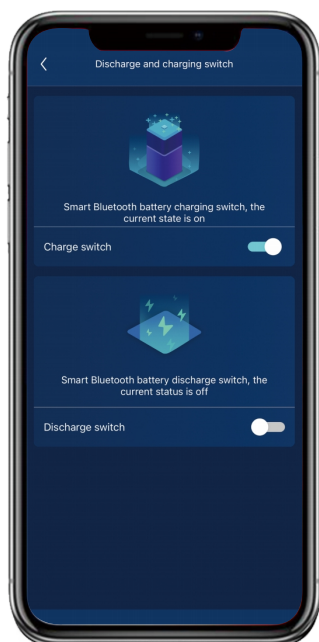 Discharge and charging switch
Smart Bluetooth battery charging switch, the
current state is on
Charge switch
Smart Bluetooth battery discharge switch, the
current status is off
Discharge switch